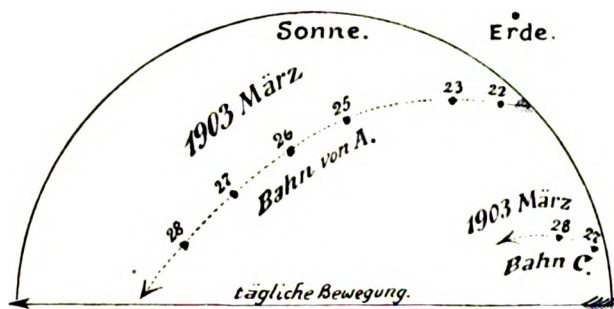 Sonne.
Erde.
1903 März
23
22
25
26
27
28
Bahn von A.
1903 März
28
27
Bahn C.
tägliche Bewegung.